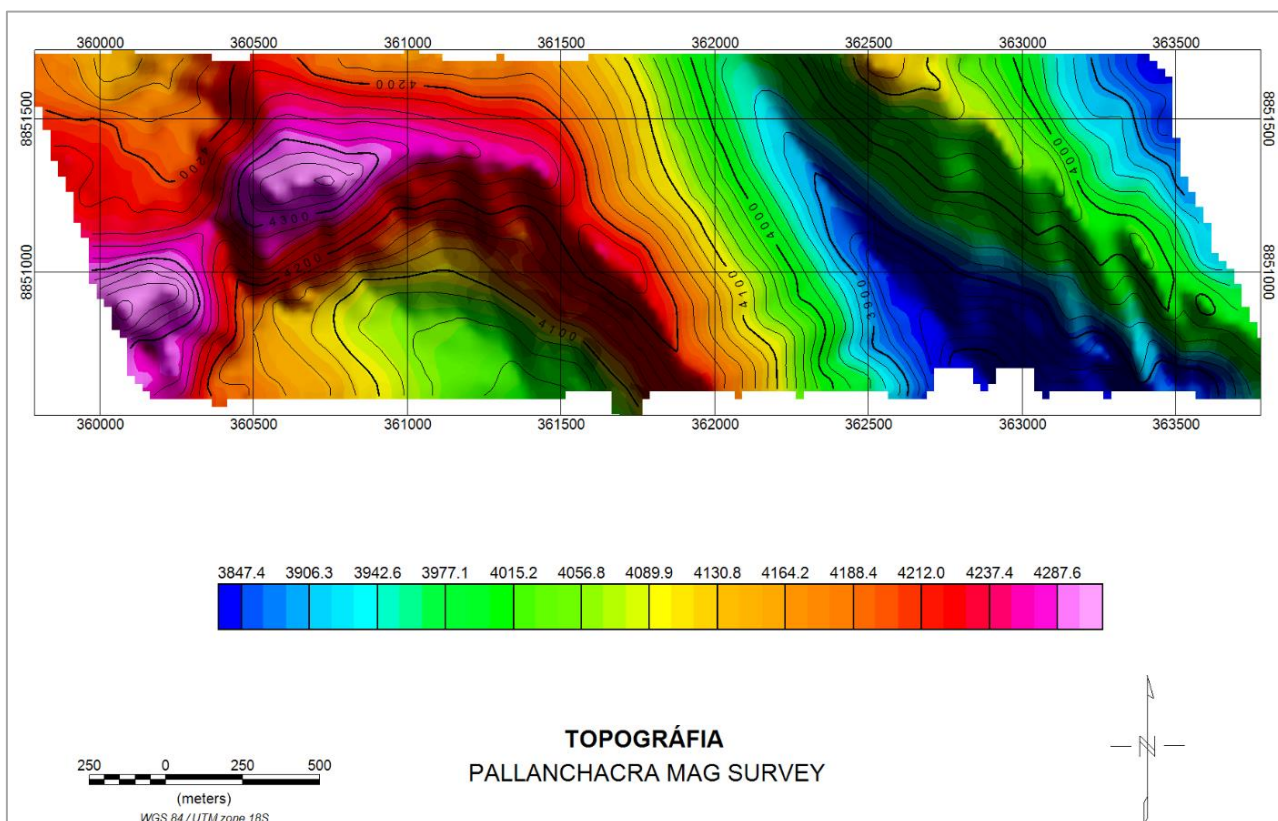 360000 360500 361000 361500 362000 362500 363000 363500
8851500 8851500
8851000 8851000
4200
4200
4300
4200
4100
4100
4000
3900
4000
360000 360500 361000 361500 362000 362500 363000 363500
3847.4 3906.3 3942.6 3977.1 4015.2 4056.8 4089.9 4130.8 4164.2 4188.4 4212.0 4237.4 4287.6
TOPOGRÁFIA
PALLANCHACRA MAG SURVEY
N
250 0 250 500
(meters)
WGS 84 / UTM zone 18S